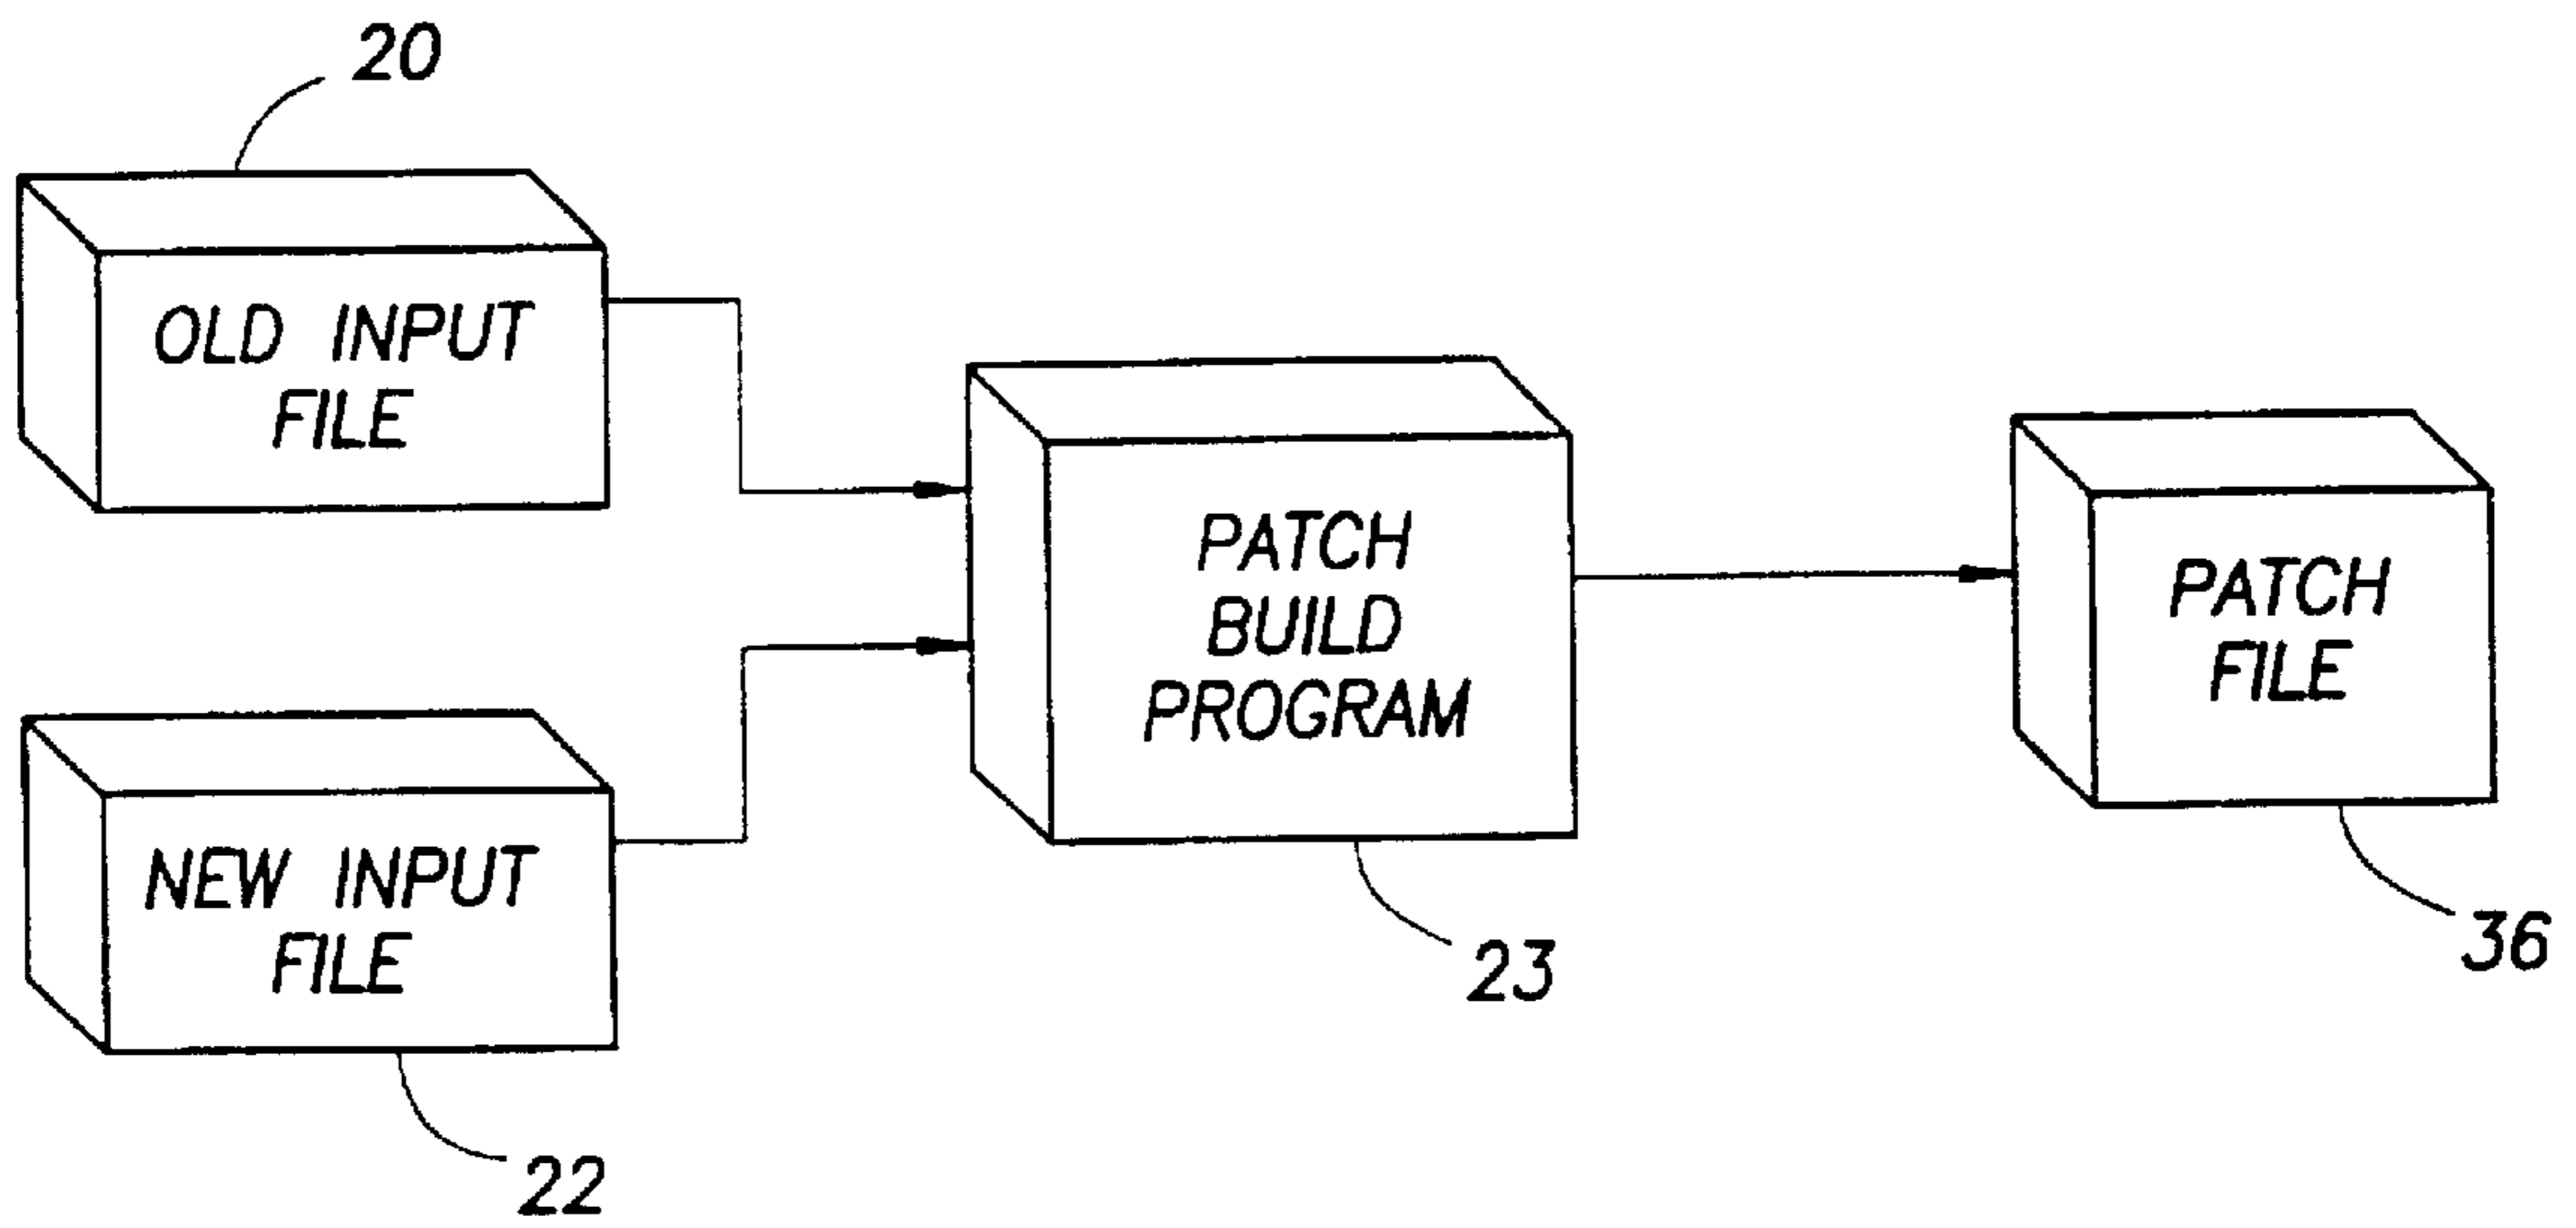 20
OLD INPUT
FILE
PATCH
BUILD
PROGRAM
PATCH
FILE
NEW INPUT
FILE
23
36
22